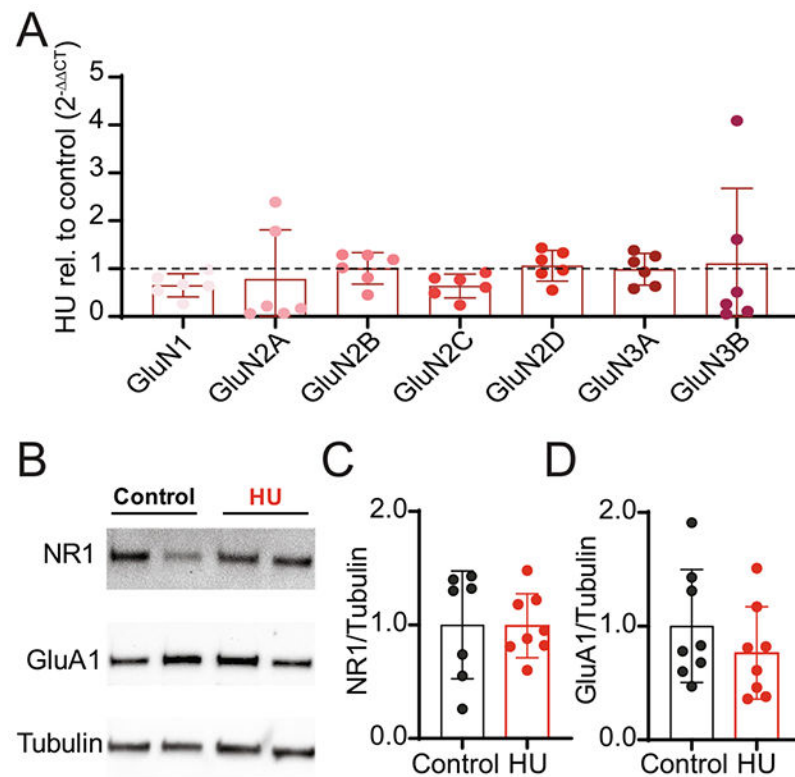 A
HU rel. to control (2-ΔΔCT)
5
4
3
2
1
0
GluN1
GluN2A
GluN2B
GluN2C
GluN2D
GluN3A
GluN3B
B
Control HU
NR1
GluA1
Tubulin
C
NR1/Tubulin
2.0
1.0
0.0
Control HU
D
GluA1/Tubulin
2.0
1.0
0.0
Control HU